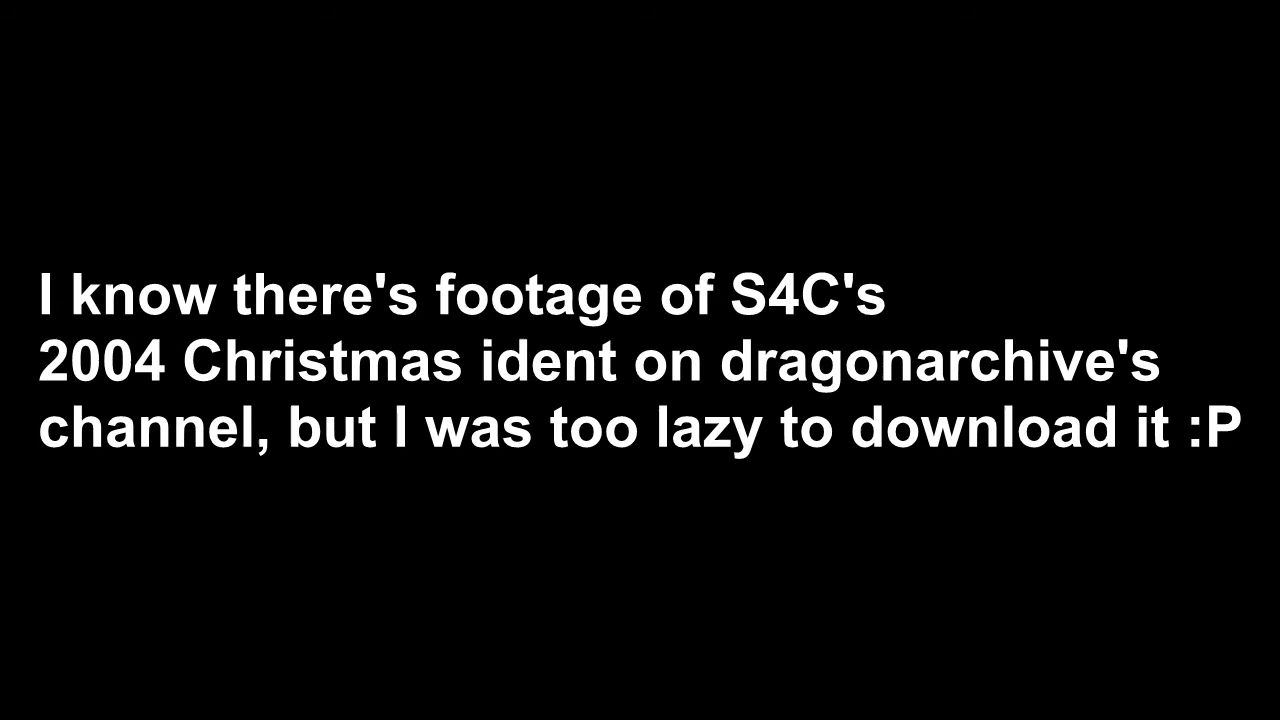 I know there's footage of S4C's
2004 Christmas ident on dragonarchive's
channel, but I was too lazy to download it :P